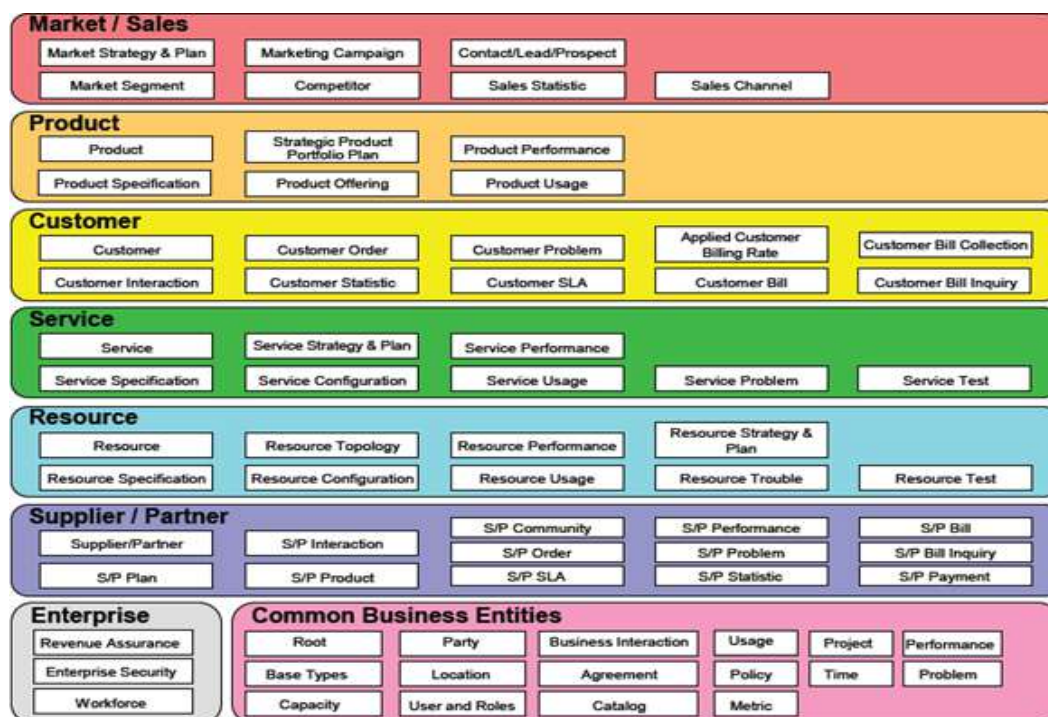 Market / Sales
Market Strategy & Plan
Marketing Campaign
Contact/Lead/Prospect
Market Segment
Competitor
Sales Statistic
Sales Channel
Product
Product
Strategic Product
Portfolio Plan
Product Performance
Product Specification
Product Offering
Product Usage
Customer
Customer
Customer Order
Customer Problem
Applied Customer
Billing Rate
Customer Bill Collection
Customer Interaction
Customer Statistic
Customer SLA
Customer Bill
Customer Bill Inquiry
Service
Service
Service Strategy & Plan
Service Performance
Service Specification
Service Configuration
Service Usage
Service Problem
Service Test
Resource
Resource
Resource Topology
Resource Performance
Resource Strategy &
Plan
Resource Specification
Resource Configuration
Resource Usage
Resource Trouble
Resource Test
Supplier / Partner
Supplier/Partner
S/P Interaction
S/P Community
S/P Performance
S/P Bill
S/P Order
S/P Problem
S/P Bill Inquiry
S/P Plan
S/P Product
S/P SLA
S/P Statistic
S/P Payment
Enterprise
Revenue Assurance
Enterprise Security
Workforce
Common Business Entities
Root
Party
Business Interaction
Usage
Project
Performance
Base Types
Location
Agreement
Policy
Time
Problem
Capacity
User and Roles
Catalog
Metric